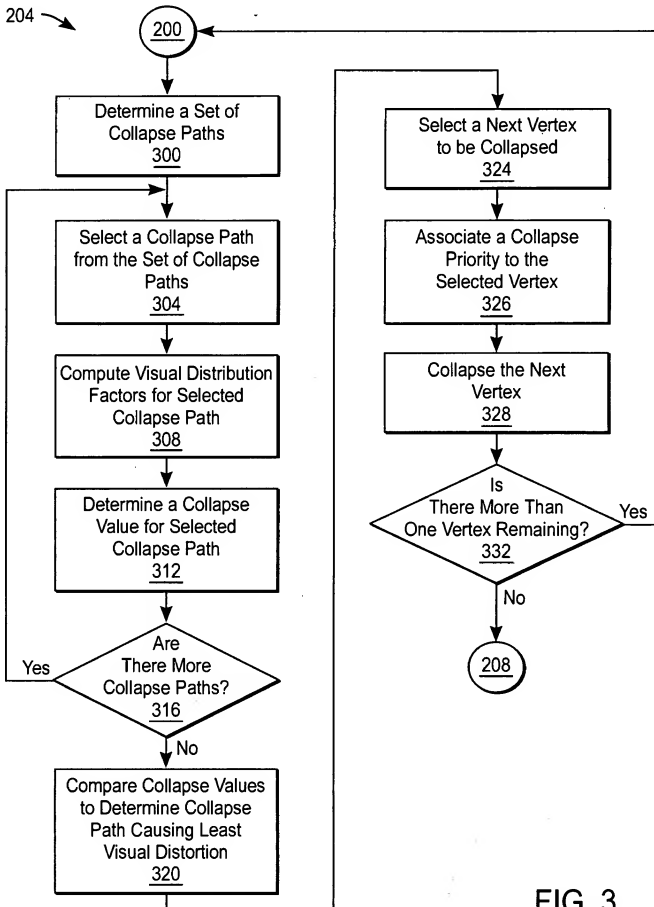 204
200
Determine a Set of
Collapse Paths
300
Select a Collapse Path
from the Set of Collapse
Paths
304
Compute Visual Distribution
Factors for Selected
Collapse Path
308
Determine a Collapse
Value for Selected
Collapse Path
312
Are
There More
Collapse Paths?
316
Yes
No
Compare Collapse Values
to Determine Collapse
Path Causing Least
Visual Distortion
320
Select a Next Vertex
to be Collapsed
324
Associate a Collapse
Priority to the
Selected Vertex
326
Collapse the Next
Vertex
328
Is
There More Than
One Vertex Remaining?
332
Yes
No
208
FIG. 3